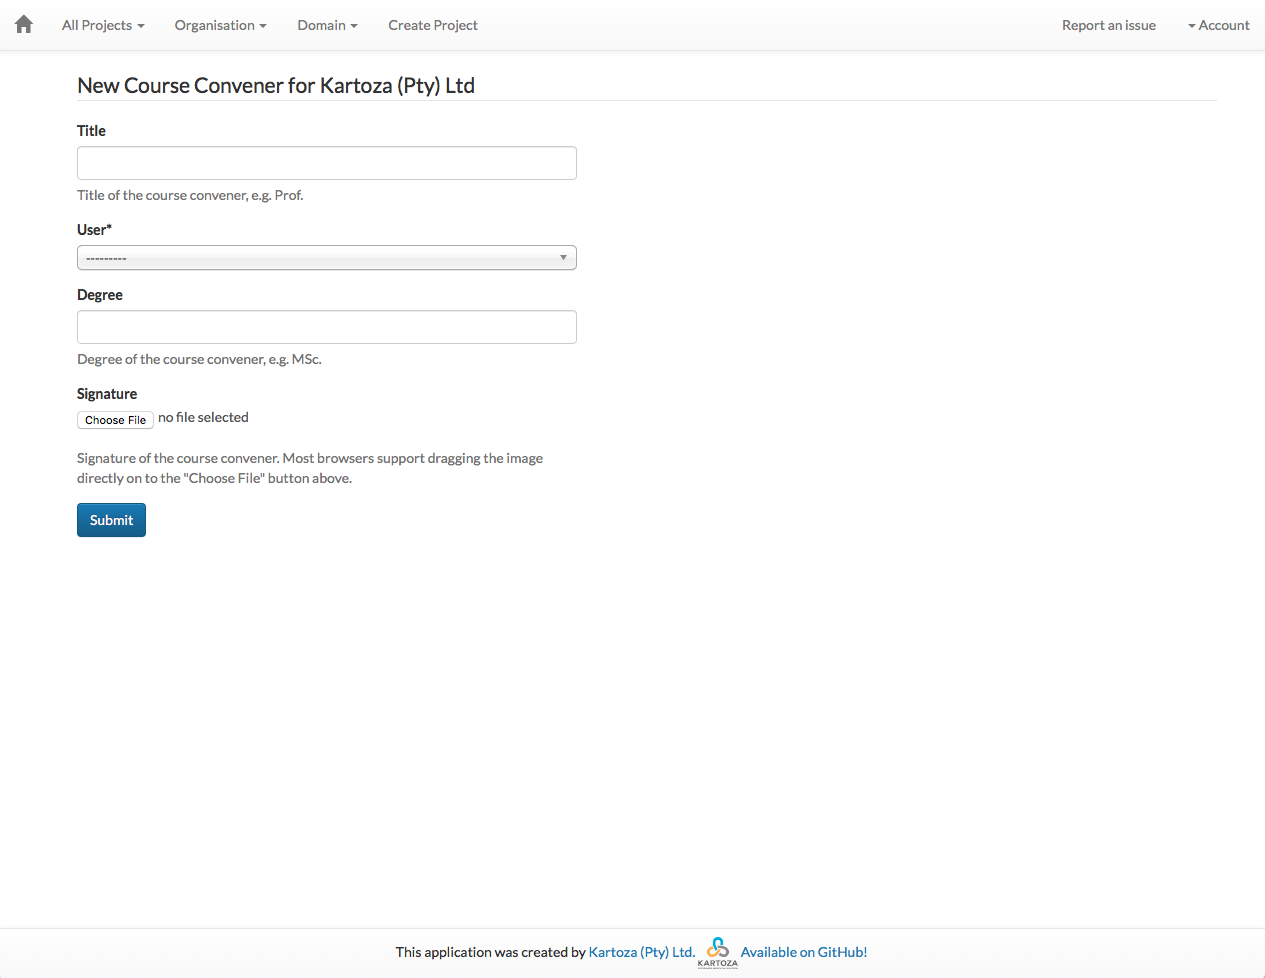 All Projects Organisation Domain Create Project Report an issue Account
New Course Convener for Kartoza (Pty) Ltd
Title
Title of the course convener, e.g. Prof.
User*
---------
Degree
Degree of the course convener, e.g. MSc.
Signature
Choose File no file selected
Signature of the course convener. Most browsers support dragging the image
directly on to the "Choose File" button above.
Submit
This application was created by Kartoza (Pty) Ltd. KARTOZA Available on GitHub!